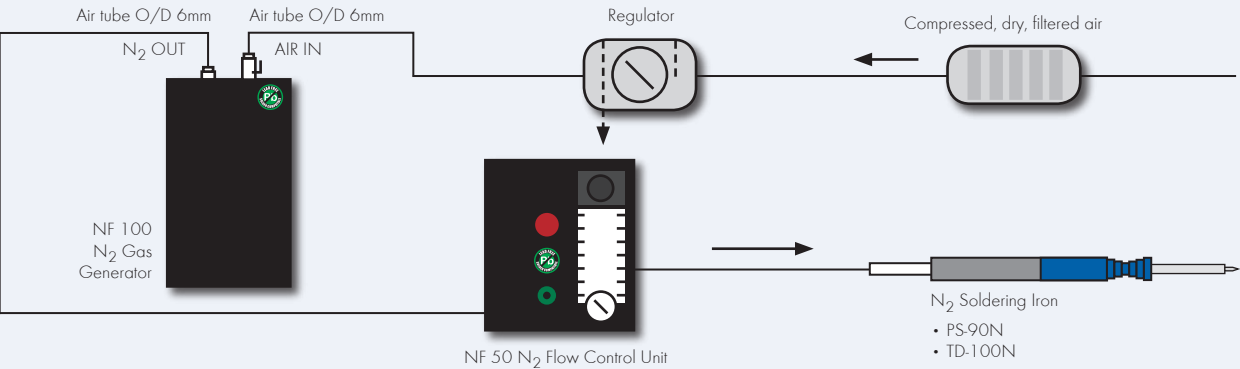 Air tube O/D 6mm
Air tube O/D 6mm
Regulator
Compressed, dry, filtered air
N₂ OUT
AIR IN
NF 100
N₂ Gas
Generator
N₂ Soldering Iron
• PS-90N
• TD-100N
NF 50 N₂ Flow Control Unit